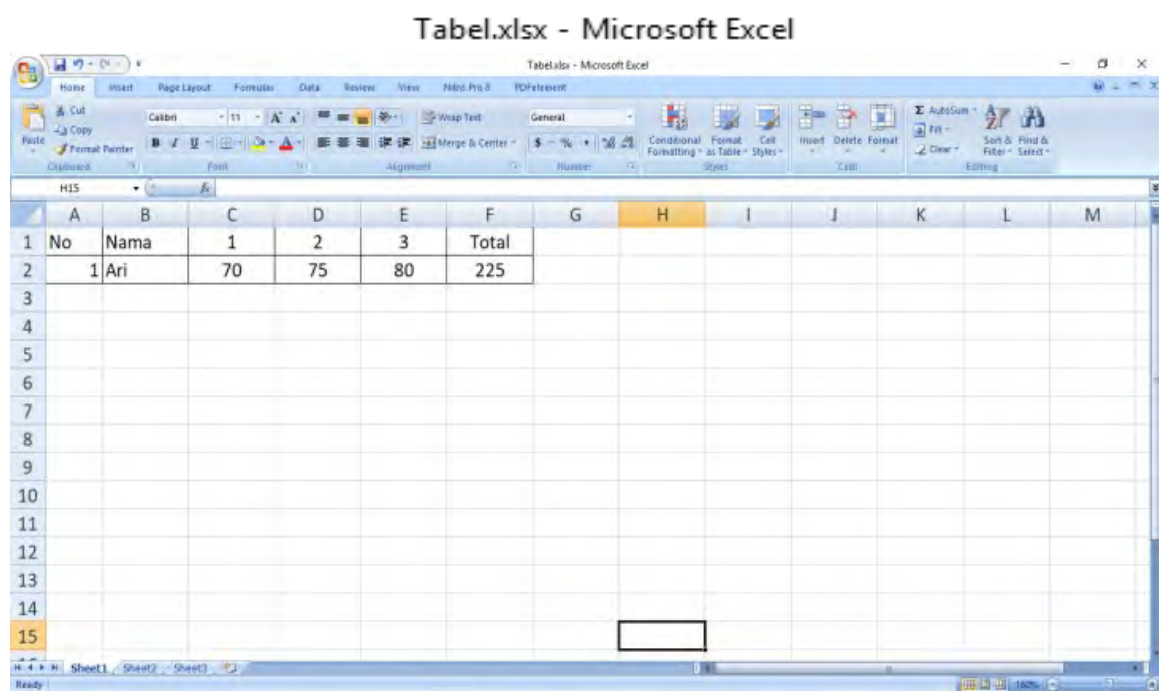 Tabel.xlsx - Microsoft Excel
Tabel.xlsx - Microsoft Excel
Home Insert Page Layout Formulas Data Review View Nitro Pro 8 PDFelement
Cut
Copy
Format Painter
Paste
Calibri 11 A A Wrap Text General
B I U A Merge & Center $ % ,
Conditional Formatting Format as Table Cell Styles Insert Delete Format
Σ AutoSum
Fill
Clear
Sort & Filter Find & Select
Clipboard Font Alignment Number Styles Cells Editing
H15 fx
A B C D E F G H I J K L M
1 No Nama 1 2 3 Total
2 1 Ari 70 75 80 225
3
4
5
6
7
8
9
10
11
12
13
14
15
Sheet1 Sheet2 Sheet3
Ready 160%